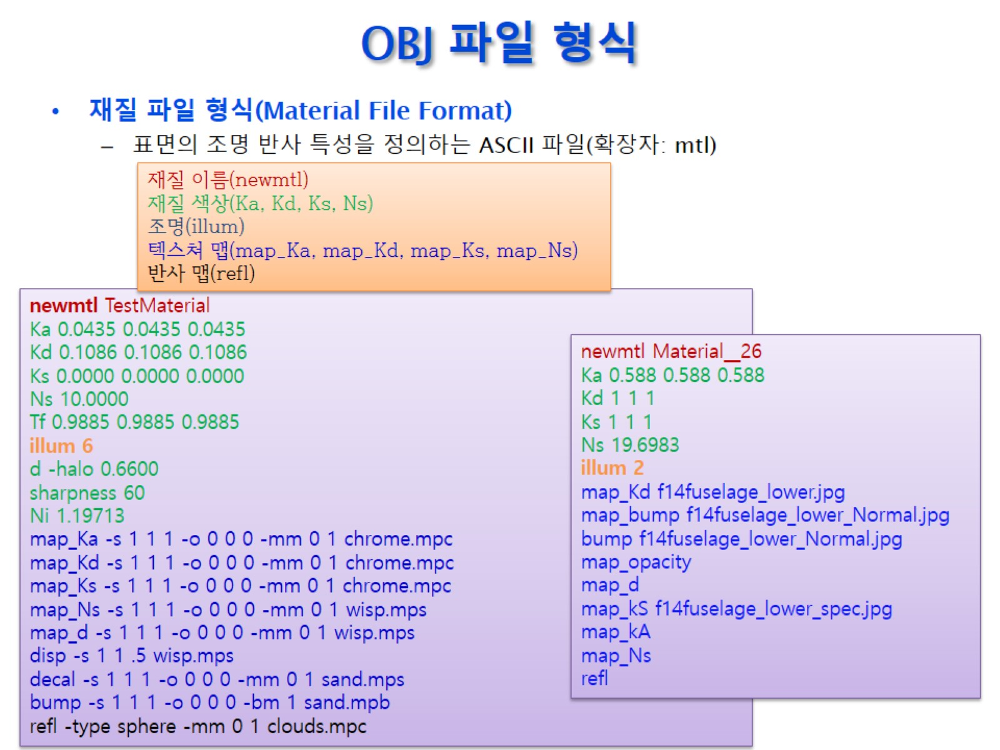 OBJ 파일 형식
• 재질 파일 형식(Material File Format)
– 표면의 조명 반사 특성을 정의하는 ASCII 파일(확장자: mtl)
재질 이름(newmtl)
재질 색상(Ka, Kd, Ks, Ns)
조명(illum)
텍스쳐 맵(map_Ka, map_Kd, map_Ks, map_Ns)
반사 맵(refl)
newmtl TestMaterial
Ka 0.0435 0.0435 0.0435
Kd 0.1086 0.1086 0.1086
Ks 0.0000 0.0000 0.0000
Ns 10.0000
Tf 0.9885 0.9885 0.9885
illum 6
d -halo 0.6600
sharpness 60
Ni 1.19713
map_Ka -s 1 1 1 -o 0 0 0 -mm 0 1 chrome.mpc
map_Kd -s 1 1 1 -o 0 0 0 -mm 0 1 chrome.mpc
map_Ks -s 1 1 1 -o 0 0 0 -mm 0 1 chrome.mpc
map_Ns -s 1 1 1 -o 0 0 0 -mm 0 1 wisp.mps
map_d -s 1 1 1 -o 0 0 0 -mm 0 1 wisp.mps
disp -s 1 1 .5 wisp.mps
decal -s 1 1 1 -o 0 0 0 -mm 0 1 sand.mps
bump -s 1 1 1 -o 0 0 0 -bm 1 sand.mpb
refl -type sphere -mm 0 1 clouds.mpc
newmtl Material__26
Ka 0.588 0.588 0.588
Kd 1 1 1
Ks 1 1 1
Ns 19.6983
illum 2
map_Kd f14fuselage_lower.jpg
map_bump f14fuselage_lower_Normal.jpg
bump f14fuselage_lower_Normal.jpg
map_opacity
map_d
map_kS f14fuselage_lower_spec.jpg
map_kA
map_Ns
refl